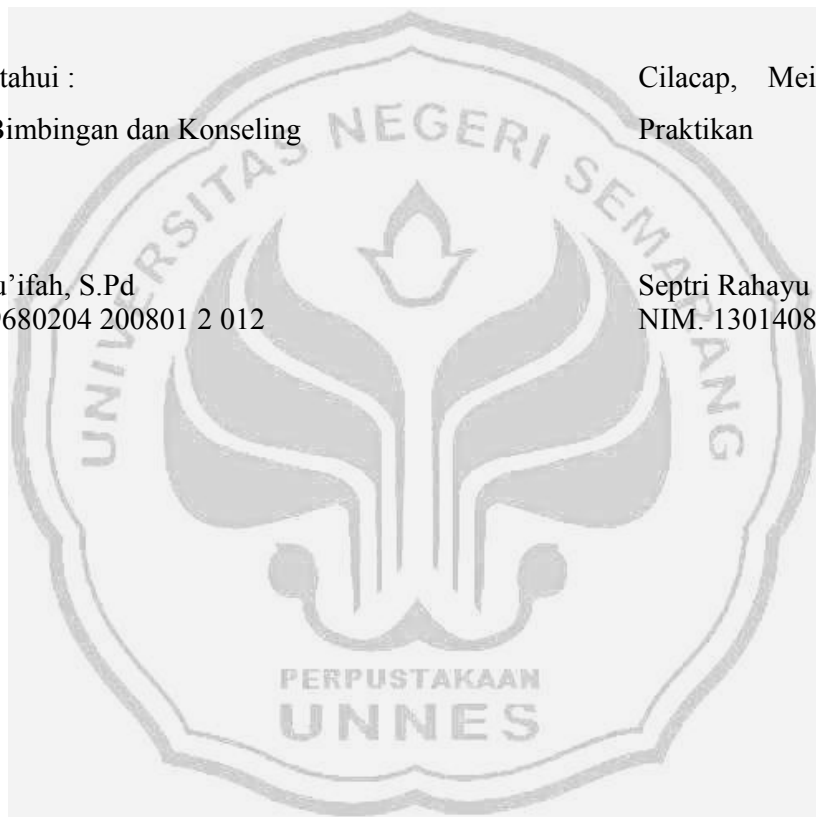 tahui :
Bimbingan dan Konseling
u’ifah, S.Pd
680204 200801 2 012
Cilacap, Mei
Praktikan
Septri Rahayu
NIM. 1301408
UNIVERSITAS NEGERI SEMARANG
PERPUSTAKAAN
UNNES